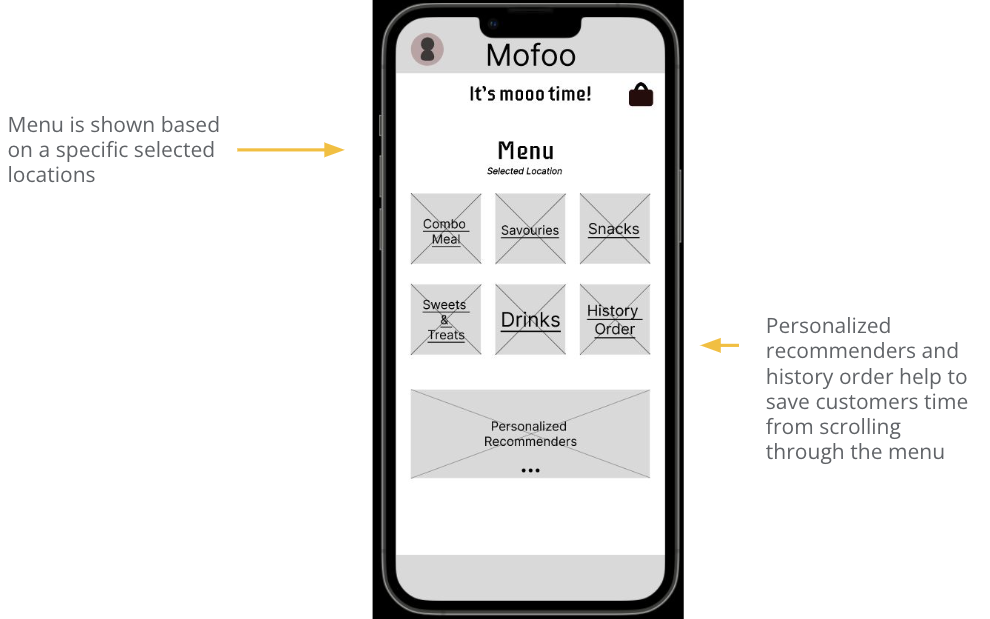 Mofoo
It's mooo time!
Menu is shown based
on a specific selected
locations
Menu
Selected Location
Combo
Meal
Savouries
Snacks
Sweets
&
Treats
Drinks
History
Order
Personalized
recommenders and
history order help to
save customers time
from scrolling
through the menu
Personalized
Recommenders
...